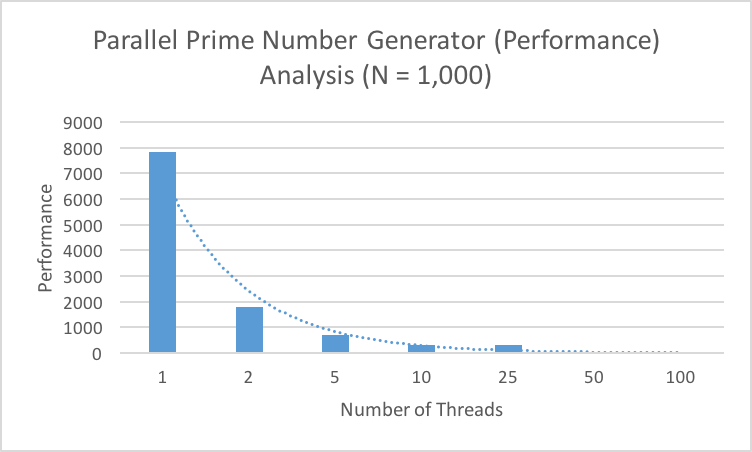 Parallel Prime Number Generator (Performance)
Analysis (N = 1,000)
9000
8000
7000
6000
5000
4000
3000
2000
1000
0
Performance
1 2 5 10 25 50 100
Number of Threads